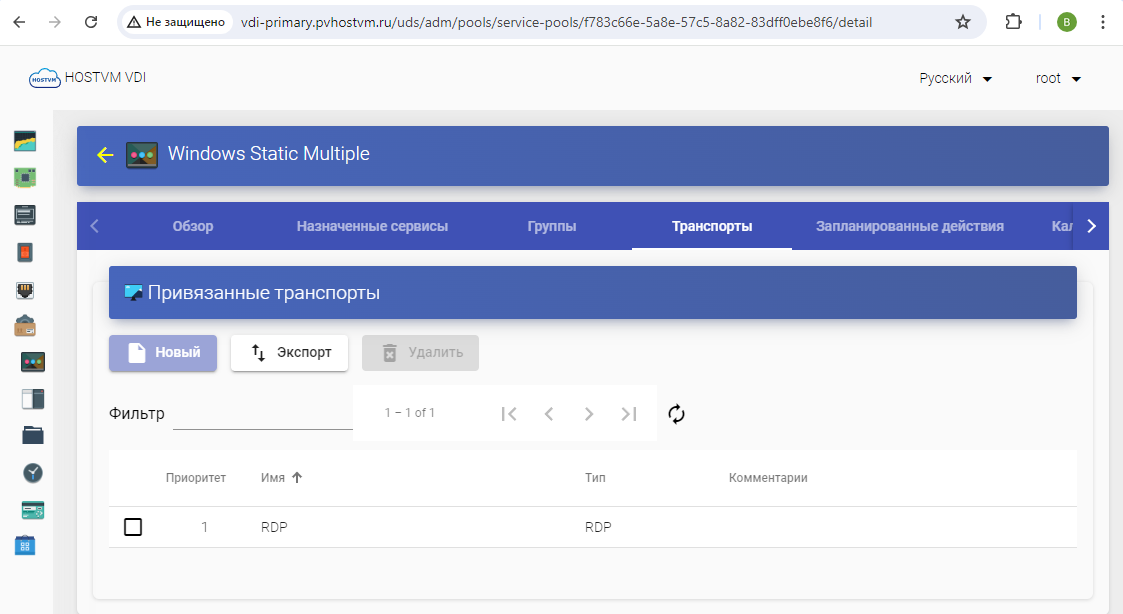 Не защищено vdi-primary.pvhostvm.ru/uds/adm/pools/service-pools/f783c66e-5a8e-57c5-8a82-83dff0ebe8f6/detail B
HOSTVM HOSTVM VDI Русский root
Windows Static Multiple
Обзор Назначенные сервисы Группы Транспорты Запланированные действия Кал
Привязанные транспорты
Новый Экспорт Удалить
Фильтр 1 – 1 of 1
Приоритет Имя Тип Комментарии
1 RDP RDP